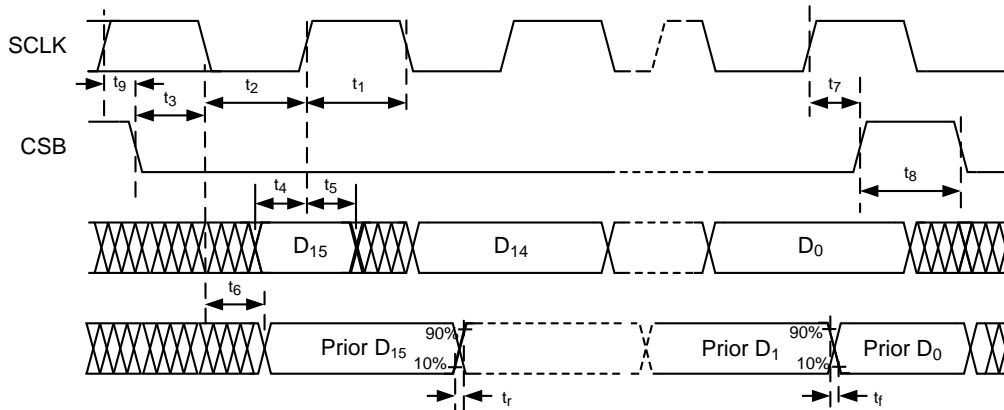 SCLK
t9
t3
t2
t1
t7
CSB
t4
t5
t8
D15
D14
D0
t6
90%
90%
Prior D15
Prior D1
Prior D0
10%
10%
tr
tf